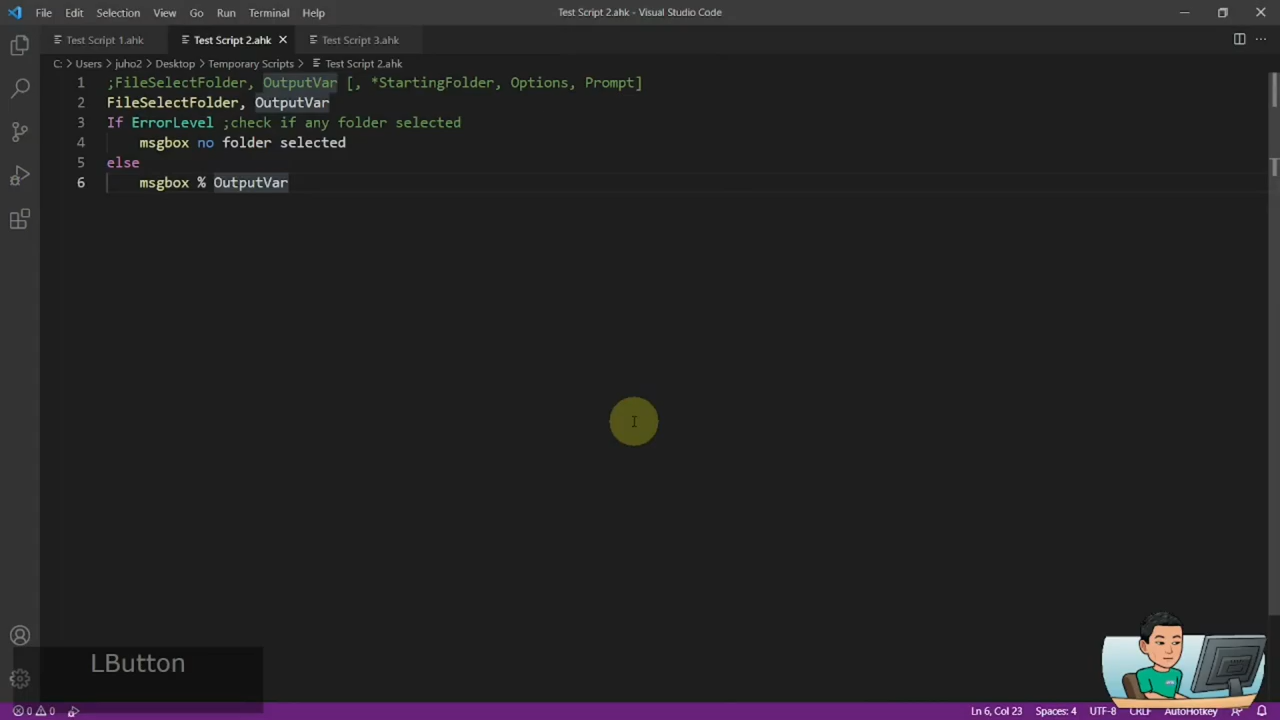 File Edit Selection View Go Run Terminal Help
Test Script 2.ahk - Visual Studio Code
Test Script 1.ahk Test Script 2.ahk Test Script 3.ahk
C: > Users > juho2 > Desktop > Temporary Scripts > Test Script 2.ahk
1 ;FileSelectFolder, OutputVar [, *StartingFolder, Options, Prompt]
2 FileSelectFolder, OutputVar
3 If ErrorLevel ;check if any folder selected
4 msgbox no folder selected
5 else
6 msgbox % OutputVar
LButton
0 0 Ln 6, Col 23 Spaces: 4 UTF-8 CRLF AutoHotkey